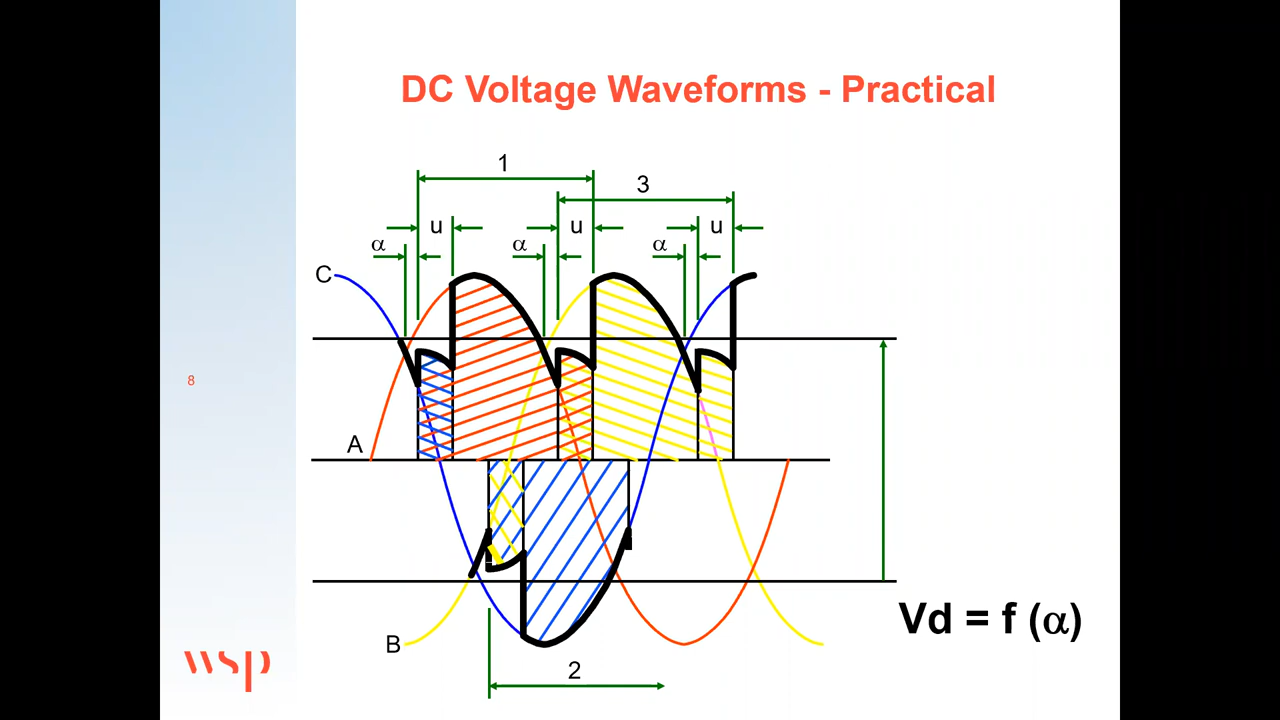 DC Voltage Waveforms - Practical
1
3
u
u
u
α
α
α
C
8
A
Vd = f (α)
B
2
wsp